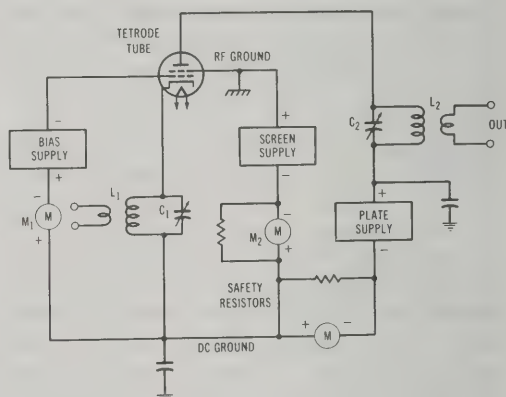 TETRODE
TUBE
RF GROUND
-
+
BIAS
SUPPLY
+
-
M₁
M
+
L₁
C₁
SCREEN
SUPPLY
-
-
M
M₂
+
SAFETY
RESISTORS
C₂
L₂
OUT
+
PLATE
SUPPLY
-
DC GROUND
+
M
-